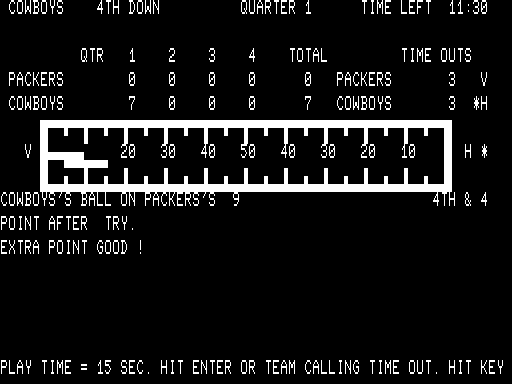 COWBOYS 4TH DOWN QUARTER 1 TIME LEFT 11:30
QTR 1 2 3 4 TOTAL TIME OUTS
PACKERS 0 0 0 0 0 PACKERS 3 V
COWBOYS 7 0 0 0 7 COWBOYS 3 *H
V 20 30 40 50 40 30 20 10 H *
COWBOYS'S BALL ON PACKERS'S 9 4TH & 4
POINT AFTER TRY.
EXTRA POINT GOOD !
PLAY TIME = 15 SEC. HIT ENTER OR TEAM CALLING TIME OUT. HIT KEY